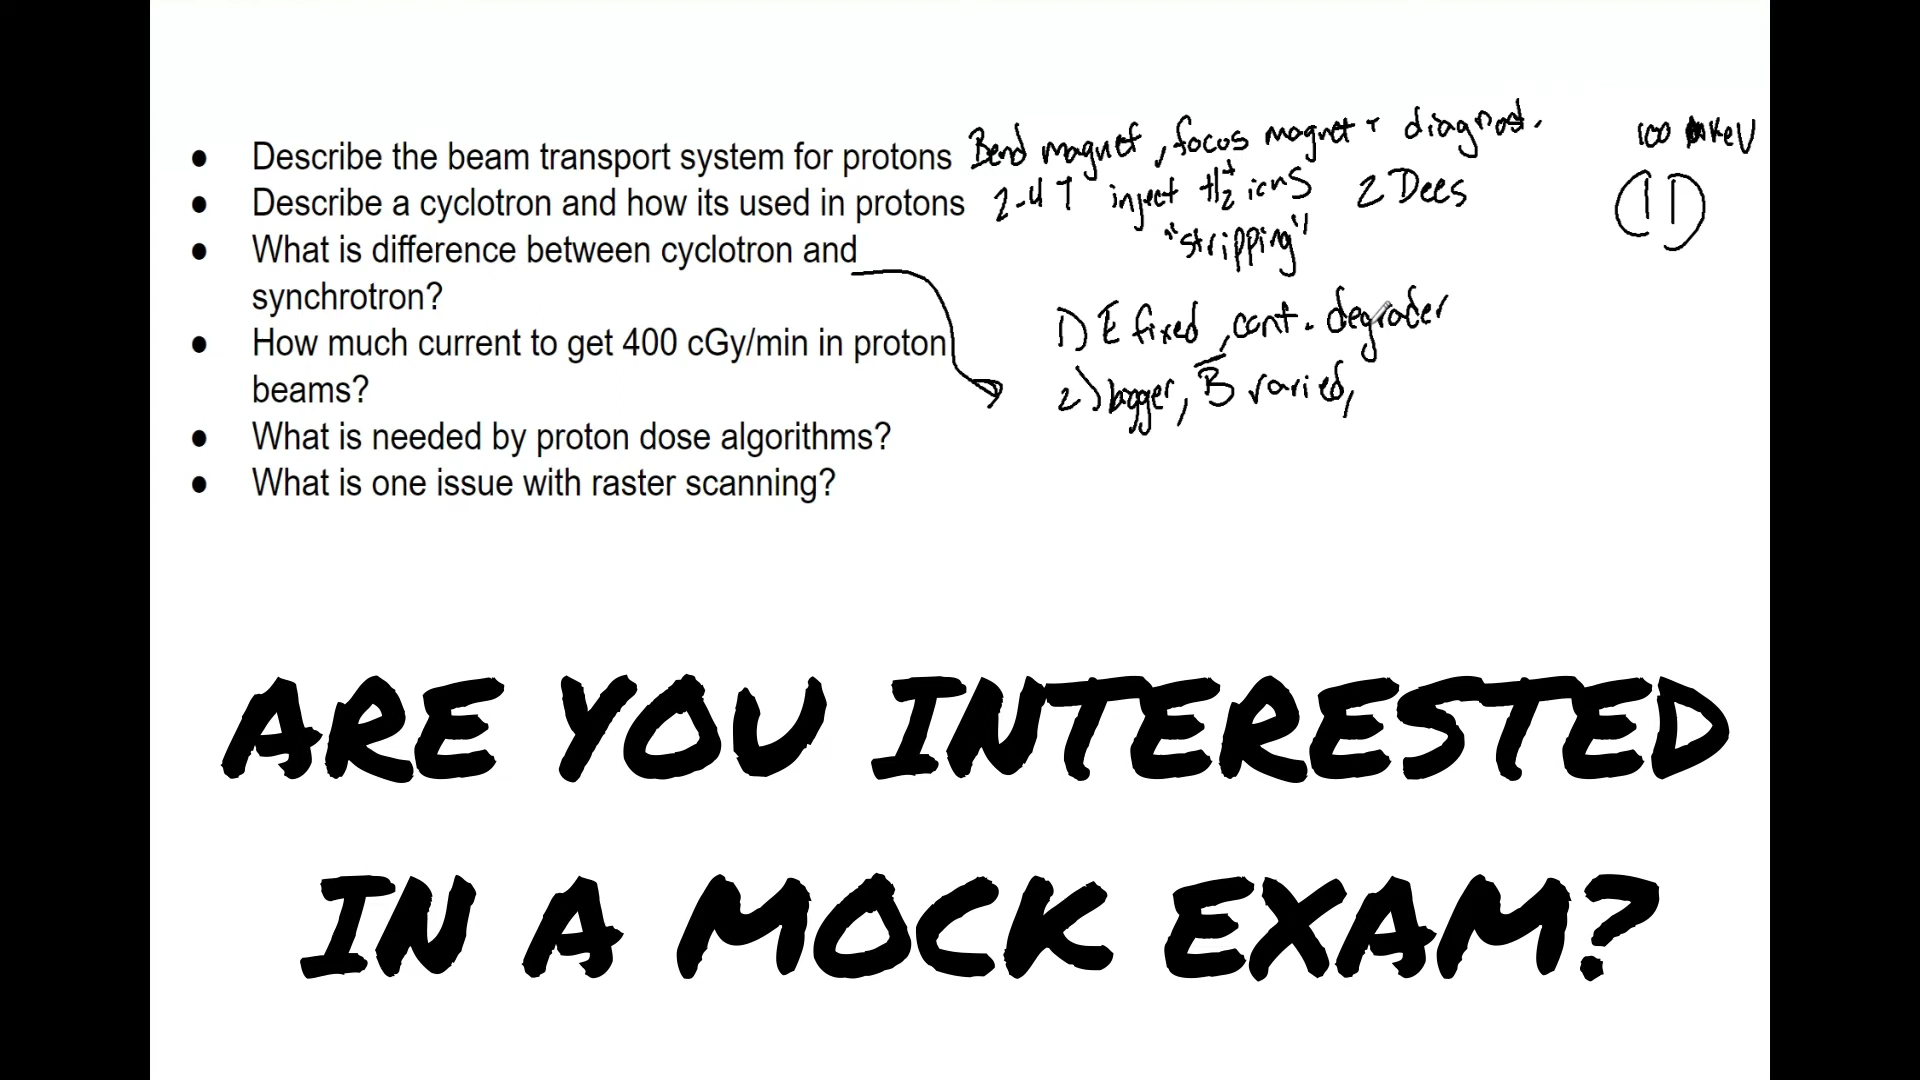 ● Describe the beam transport system for protons Bend magnet, focus magnet + diagnost. 100 keV
● Describe a cyclotron and how its used in protons 2-4 T inject H₂⁺ ions 2 Dees
"stripping"
● What is difference between cyclotron and
synchrotron?
1) E fixed, cont. degrader
● How much current to get 400 cGy/min in proton
beams?
2) bigger, B varied,
● What is needed by proton dose algorithms?
● What is one issue with raster scanning?
ARE YOU INTERESTED
IN A MOCK EXAM?